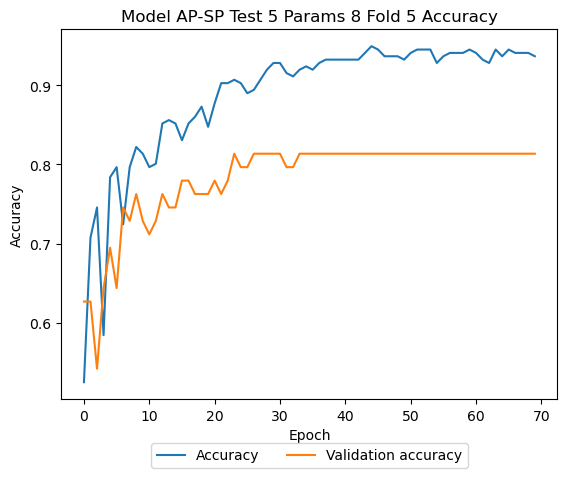 Model AP-SP Test 5 Params 8 Fold 5 Accuracy
Accuracy
0.9
0.8
0.7
0.6
0 10 20 30 40 50 60 70
Epoch
Accuracy Validation accuracy